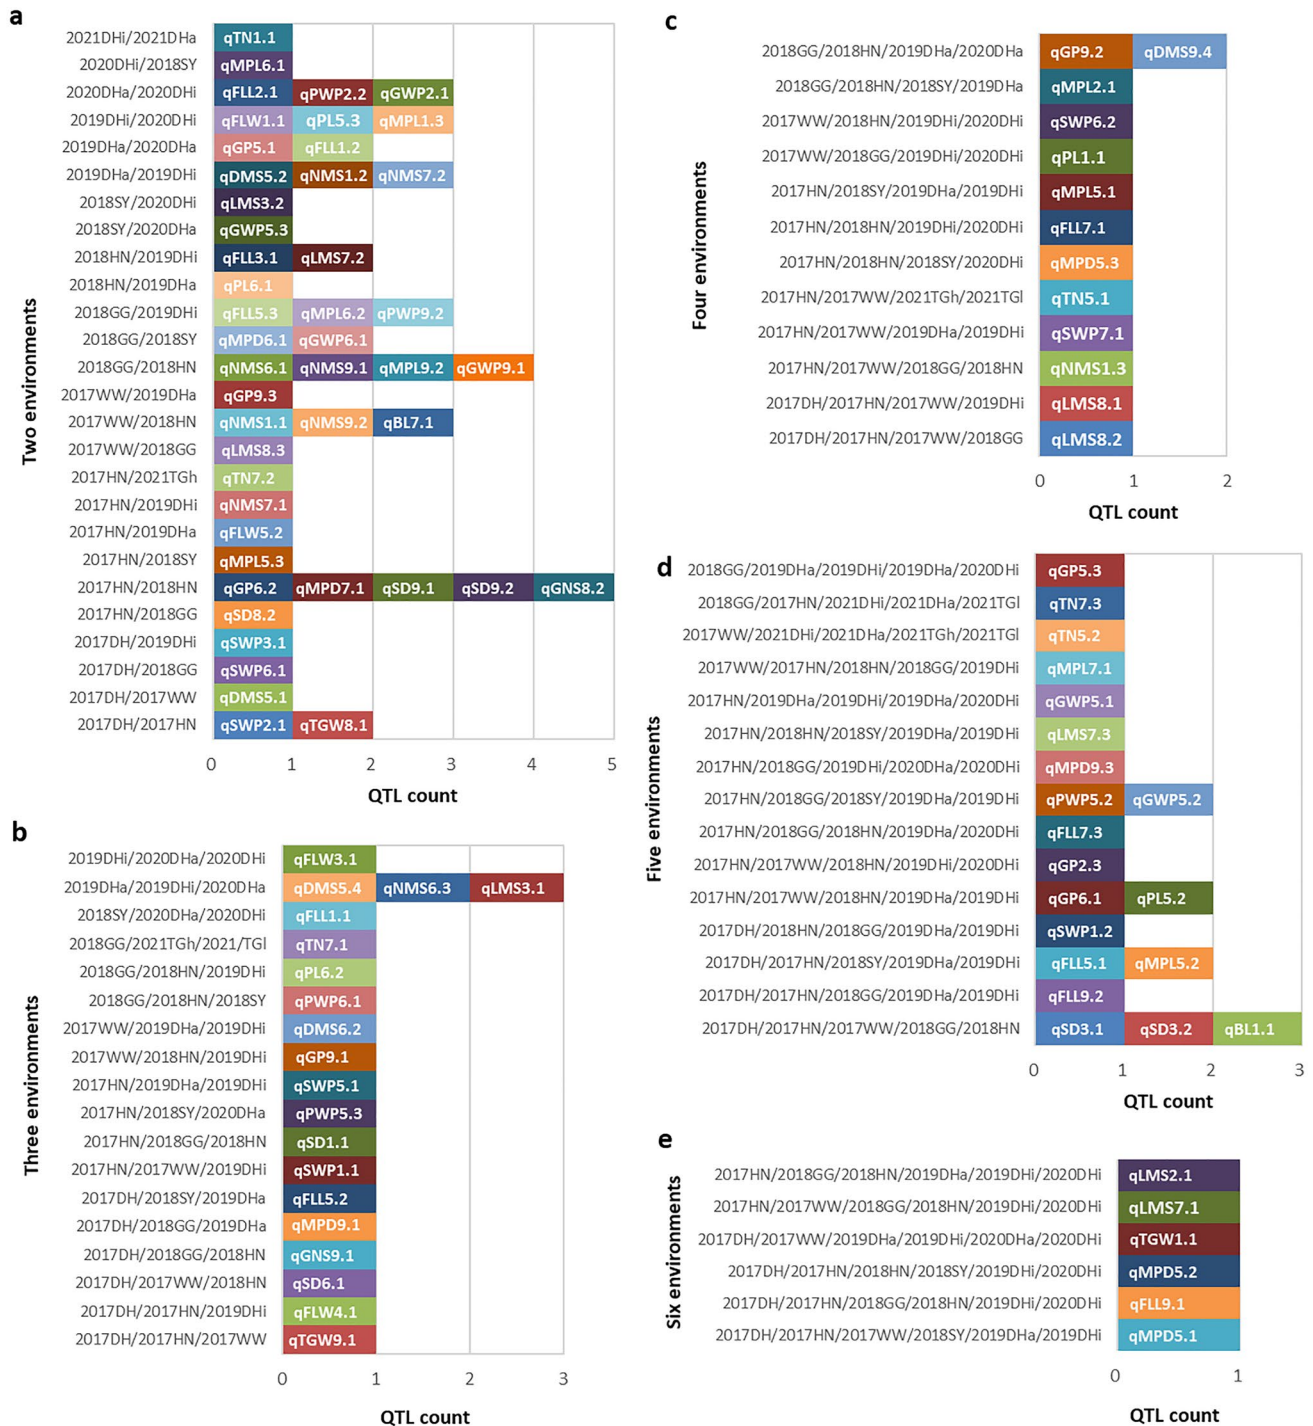 a
Two environments
2021DHi/2021DHa qTN1.1
2020DHi/2018SY qMPL6.1
2020DHa/2020DHi qFLL2.1 qPWP2.2 qGWP2.1
2019DHi/2020DHi qFLW1.1 qPL5.3 qMPL1.3
2019DHa/2020DHa qGP5.1 qFLL1.2
2019DHa/2019DHi qDMS5.2 qNMS1.2 qNMS7.2
2018SY/2020DHi qLMS3.2
2018SY/2020DHa qGWP5.3
2018HN/2019DHi qFLL3.1 qLMS7.2
2018HN/2019DHa qPL6.1
2018GG/2019DHi qFLL5.3 qMPL6.2 qPWP9.2
2018GG/2018SY qMPD6.1 qGWP6.1
2018GG/2018HN qNMS6.1 qNMS9.1 qMPL9.2 qGWP9.1
2017WW/2019DHa qGP9.3
2017WW/2018HN qNMS1.1 qNMS9.2 qBL7.1
2017WW/2018GG qLMS8.3
2017HN/2021TGh qTN7.2
2017HN/2019DHi qNMS7.1
2017HN/2019DHa qFLW5.2
2017HN/2018SY qMPL5.3
2017HN/2018HN qGP6.2 qMPD7.1 qSD9.1 qSD9.2 qGNS8.2
2017HN/2018GG qSD8.2
2017DH/2019DHi qSWP3.1
2017DH/2018GG qSWP6.1
2017DH/2017WW qDMS5.1
2017DH/2017HN qSWP2.1 qTGW8.1
0 1 2 3 4 5
QTL count
b
Three environments
2019DHi/2020DHa/2020DHi qFLW3.1
2019DHa/2019DHi/2020DHa qDMS5.4 qNMS6.3 qLMS3.1
2018SY/2020DHa/2020DHi qFLL1.1
2018GG/2021TGh/2021/TGl qTN7.1
2018GG/2018HN/2019DHi qPL6.2
2018GG/2018HN/2018SY qPWP6.1
2017WW/2019DHa/2019DHi qDMS6.2
2017WW/2018HN/2019DHi qGP9.1
2017HN/2019DHa/2019DHi qSWP5.1
2017HN/2018SY/2020DHa qPWP5.3
2017HN/2018GG/2018HN qSD1.1
2017HN/2017WW/2019DHi qSWP1.1
2017DH/2018SY/2019DHa qFLL5.2
2017DH/2018GG/2019DHa qMPD9.1
2017DH/2018GG/2018HN qGNS9.1
2017DH/2017WW/2018HN qSD6.1
2017DH/2017HN/2019DHi qFLW4.1
2017DH/2017HN/2017WW qTGW9.1
0 1 2 3
QTL count
c
Four environments
2018GG/2018HN/2019DHa/2020DHa qGP9.2 qDMS9.4
2018GG/2018HN/2018SY/2019DHa qMPL2.1
2017WW/2018HN/2019DHi/2020DHi qSWP6.2
2017WW/2018GG/2019DHi/2020DHi qPL1.1
2017HN/2018SY/2019DHa/2019DHi qMPL5.1
2017HN/2018HN/2019DHi/2020DHi qFLL7.1
2017HN/2018HN/2018SY/2020DHi qMPD5.3
2017HN/2017WW/2021TGh/2021TGl qTN5.1
2017HN/2017WW/2019DHa/2019DHi qSWP7.1
2017HN/2017WW/2018GG/2018HN qNMS1.3
2017DH/2017HN/2017WW/2019DHi qLMS8.1
2017DH/2017HN/2017WW/2018GG qLMS8.2
0 1 2
QTL count
d
Five environments
2018GG/2019DHa/2019DHi/2019DHa/2020DHi qGP5.3
2018GG/2017HN/2021DHi/2021DHa/2021TGl qTN7.3
2017WW/2021DHi/2021DHa/2021TGh/2021TGl qTN5.2
2017WW/2017HN/2018HN/2018GG/2019DHi qMPL7.1
2017HN/2019DHa/2019DHi/2019DHa/2020DHi qGWP5.1
2017HN/2018HN/2018SY/2019DHa/2019DHi qLMS7.3
2017HN/2018GG/2019DHi/2020DHa/2020DHi qMPD9.3
2017HN/2018GG/2018SY/2019DHa/2019DHi qPWP5.2 qGWP5.2
2017HN/2018GG/2018HN/2019DHa/2020DHi qFLL7.3
2017HN/2017WW/2018HN/2019DHi/2020DHi qGP2.3
2017HN/2017WW/2018HN/2019DHa/2019DHi qGP6.1 qPL5.2
2017DH/2018HN/2018GG/2019DHa/2019DHi qSWP1.2
2017DH/2017HN/2018SY/2019DHa/2019DHi qFLL5.1 qMPL5.2
2017DH/2017HN/2018GG/2019DHa/2019DHi qFLL9.2
2017DH/2017HN/2017WW/2018GG/2018HN qSD3.1 qSD3.2 qBL1.1
0 1 2 3
QTL count
e
Six environments
2017HN/2018GG/2018HN/2019DHa/2019DHi/2020DHi qLMS2.1
2017HN/2017WW/2018GG/2018HN/2019DHi/2020DHi qLMS7.1
2017DH/2017WW/2019DHa/2019DHi/2020DHa/2020DHi qTGW1.1
2017DH/2017HN/2018HN/2018SY/2019DHi/2020DHi qMPD5.2
2017DH/2017HN/2018GG/2018HN/2019DHi/2020DHi qFLL9.1
2017DH/2017HN/2017WW/2018SY/2019DHa/2019DHi qMPD5.1
0 1
QTL count